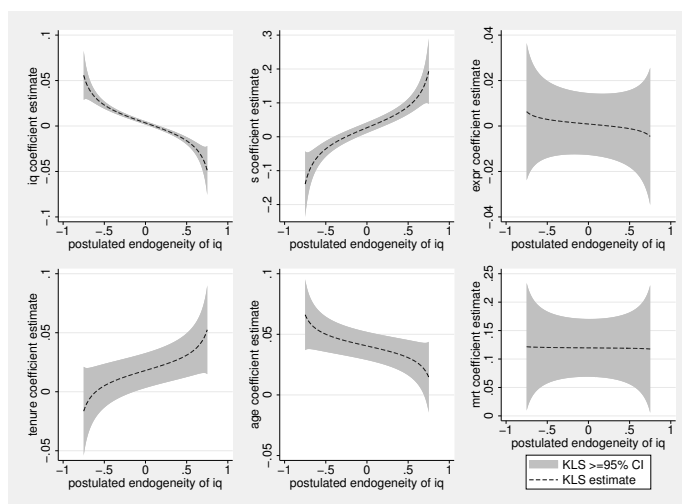 iq coefficient estimate
-.1 -.05 0 .05 .1
-1 -.5 0 .5 1
postulated endogeneity of iq
s coefficient estimate
-.2 -.1 0 .1 .2 .3
-1 -.5 0 .5 1
postulated endogeneity of iq
expr coefficient estimate
-.04 -.02 0 .02 .04
-1 -.5 0 .5 1
postulated endogeneity of iq
tenure coefficient estimate
-.05 0 .05 .1
-1 -.5 0 .5 1
postulated endogeneity of iq
age coefficient estimate
-.05 0 .05 .1
-1 -.5 0 .5 1
postulated endogeneity of iq
mrt coefficient estimate
0 .05 .1 .15 .2 .25
-1 -.5 0 .5 1
postulated endogeneity of iq
KLS >=95% CI
KLS estimate